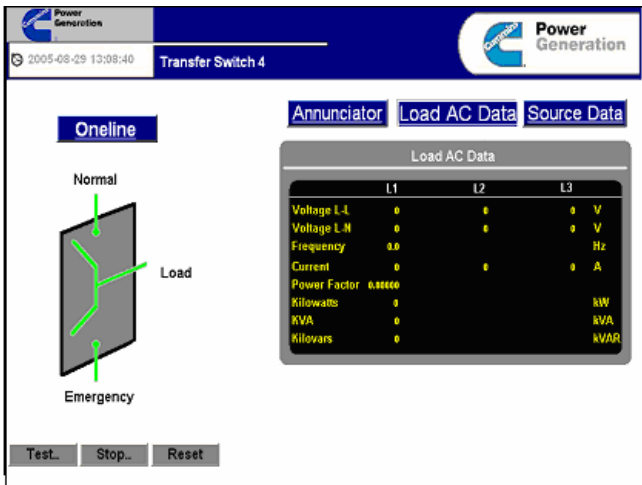 Power
Generation
2005-08-29 13:08:40
Transfer Switch 4
Cummins
Power
Generation
Oneline
Annunciator
Load AC Data
Source Data
Load AC Data
L1 L2 L3
Voltage L-L 0 0 0 V
Voltage L-N 0 0 0 V
Frequency 0.0 Hz
Current 0 0 0 A
Power Factor 0.00000
Kilowatts 0 kW
KVA 0 kVA
Kilovars 0 kVAR
Normal
Load
Emergency
Test..
Stop..
Reset